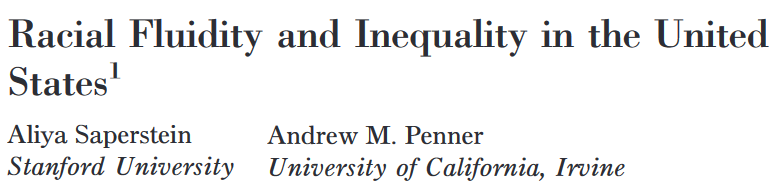 Racial Fluidity and Inequality in the United
States1
Aliya Saperstein Andrew M. Penner
Stanford University University of California, Irvine